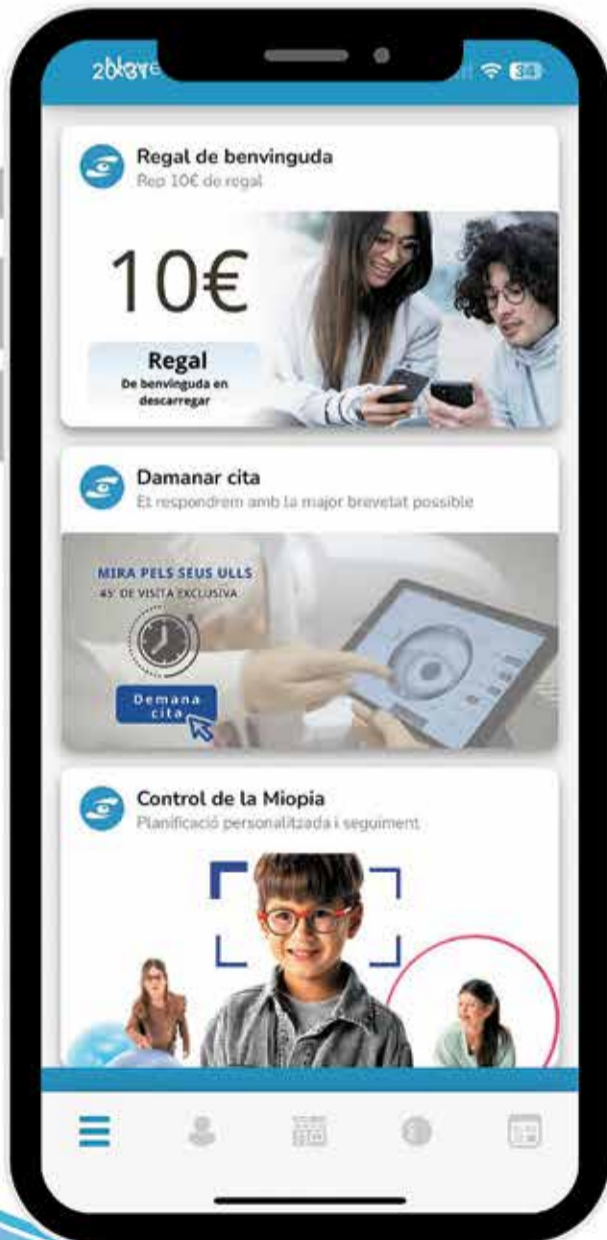 34
Regal de benvinguda
Rep 10€ de regal
10€
Regal
De benvinguda en
descarregar
Damanar cita
Et respondrem amb la major brevetat possible
MIRA PELS SEUS ULLS
45' DE VISITA EXCLUSIVA
Demana
cita
Control de la Miopia
Planificació personalitzada i seguiment